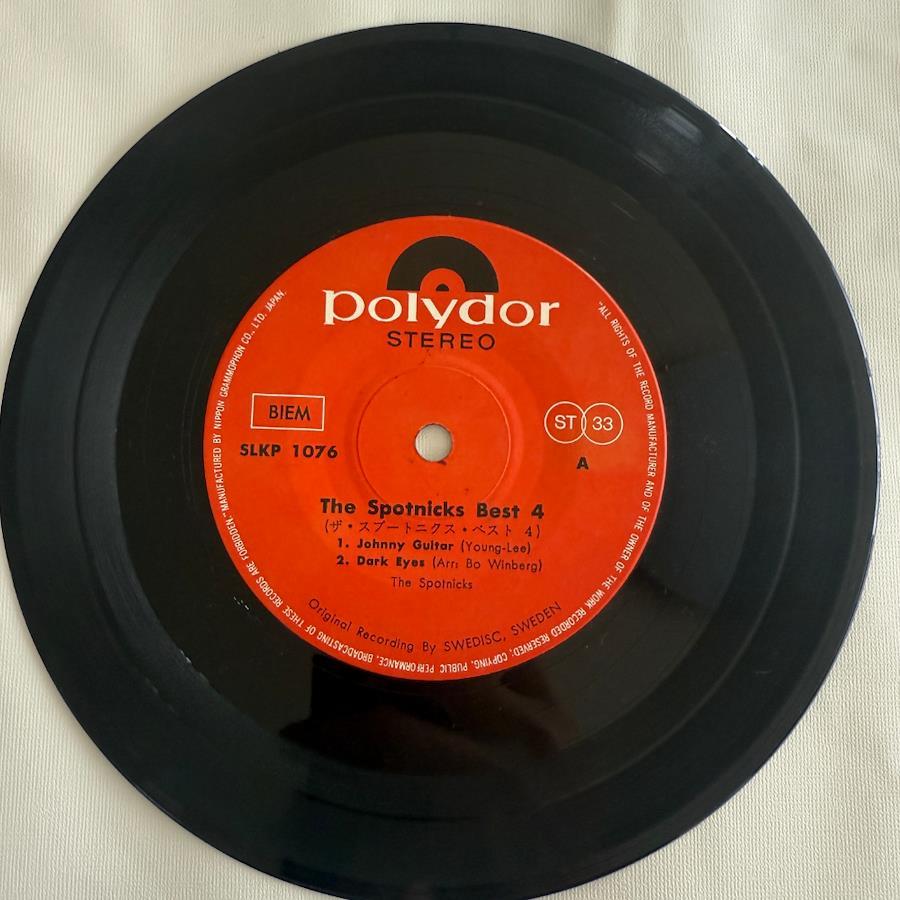 polydor
STEREO
BIEM
SLKP 1076
ST 33
A
The Spotnicks Best 4
(ザ・スプートニクス・ベスト 4)
1. Johnny Guitar (Young-Lee)
2. Dark Eyes (Arr: Bo Winberg)
The Spotnicks
Original Recording By SWEDISC, SWEDEN
"ALL RIGHTS OF THE RECORD MANUFACTURER AND OF THE OWNER OF THE WORK RECORDED RESERVED; COPYING, PUBLIC PERFORMANCE, BROADCASTING OF THESE RECORDS ARE FORBIDDEN."-MANUFACTURED BY NIPPON GRAMMOPHON CO., LTD. JAPAN.